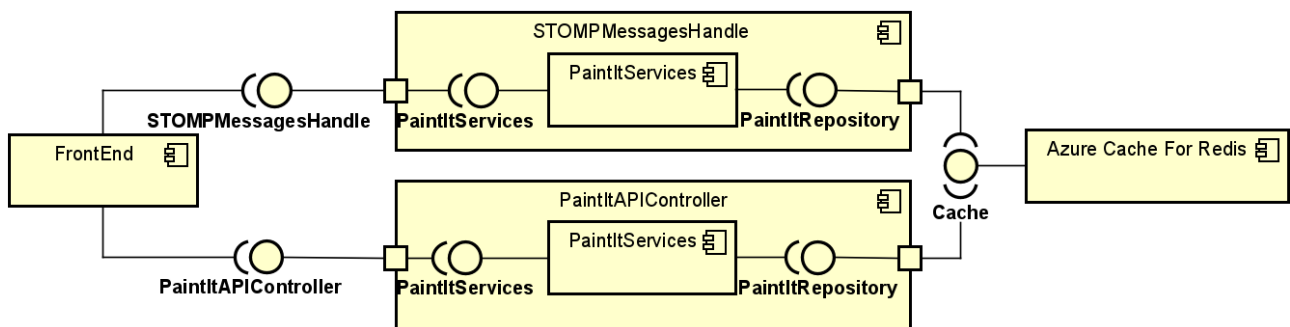 STOMPMessagesHandle
PaintItServices
STOMPMessagesHandle
PaintItServices
PaintItRepository
FrontEnd
Azure Cache For Redis
PaintItAPIController
Cache
PaintItServices
PaintItAPIController
PaintItServices
PaintItRepository